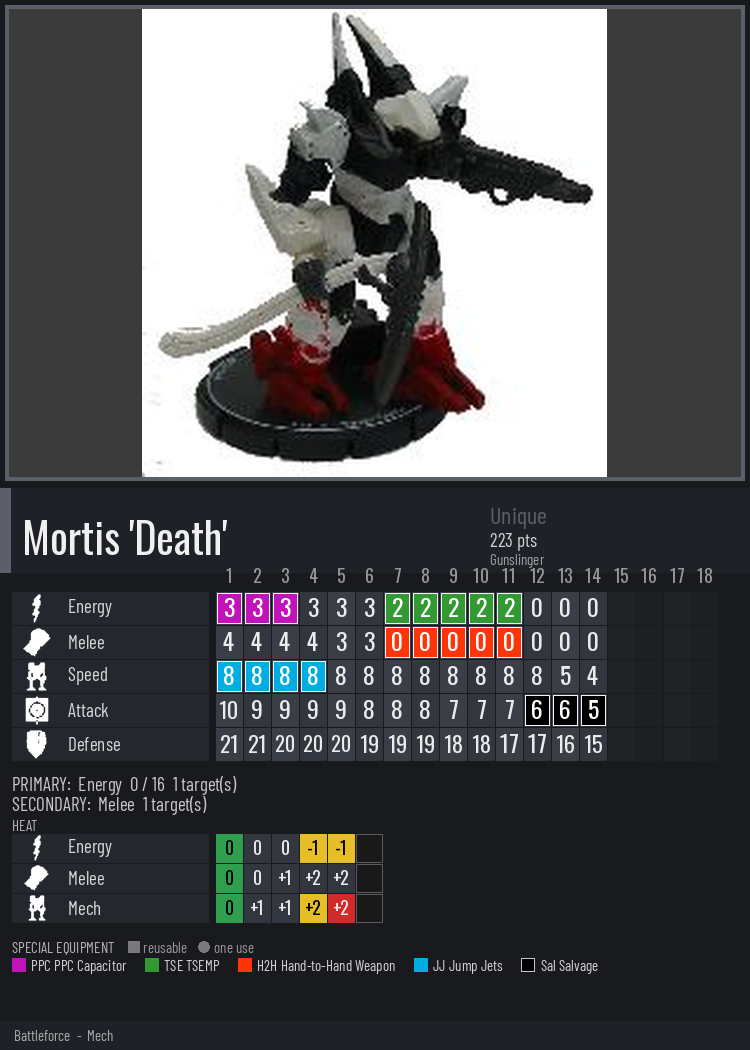 Mortis 'Death'
Unique
223 pts
Gunslinger
1 2 3 4 5 6 7 8 9 10 11 12 13 14 15 16 17 18
Energy 3 3 3 3 3 3 2 2 2 2 2 0 0 0
Melee 4 4 4 4 3 3 0 0 0 0 0 0 0 0
Speed 8 8 8 8 8 8 8 8 8 8 8 8 5 4
Attack 10 9 9 9 9 8 8 8 7 7 7 6 6 5
Defense 21 21 20 20 20 19 19 19 18 18 17 17 16 15
PRIMARY: Energy 0/16 1 target(s)
SECONDARY: Melee 1 target(s)
HEAT
Energy 0 0 0 -1 -1
Melee 0 0 +1 +2 +2
Mech 0 +1 +1 +2 +2
SPECIAL EQUIPMENT reusable one use
PPC PPC Capacitor TSE TSEMP H2H Hand-to-Hand Weapon JJ Jump Jets Sal Salvage
Battleforce - Mech